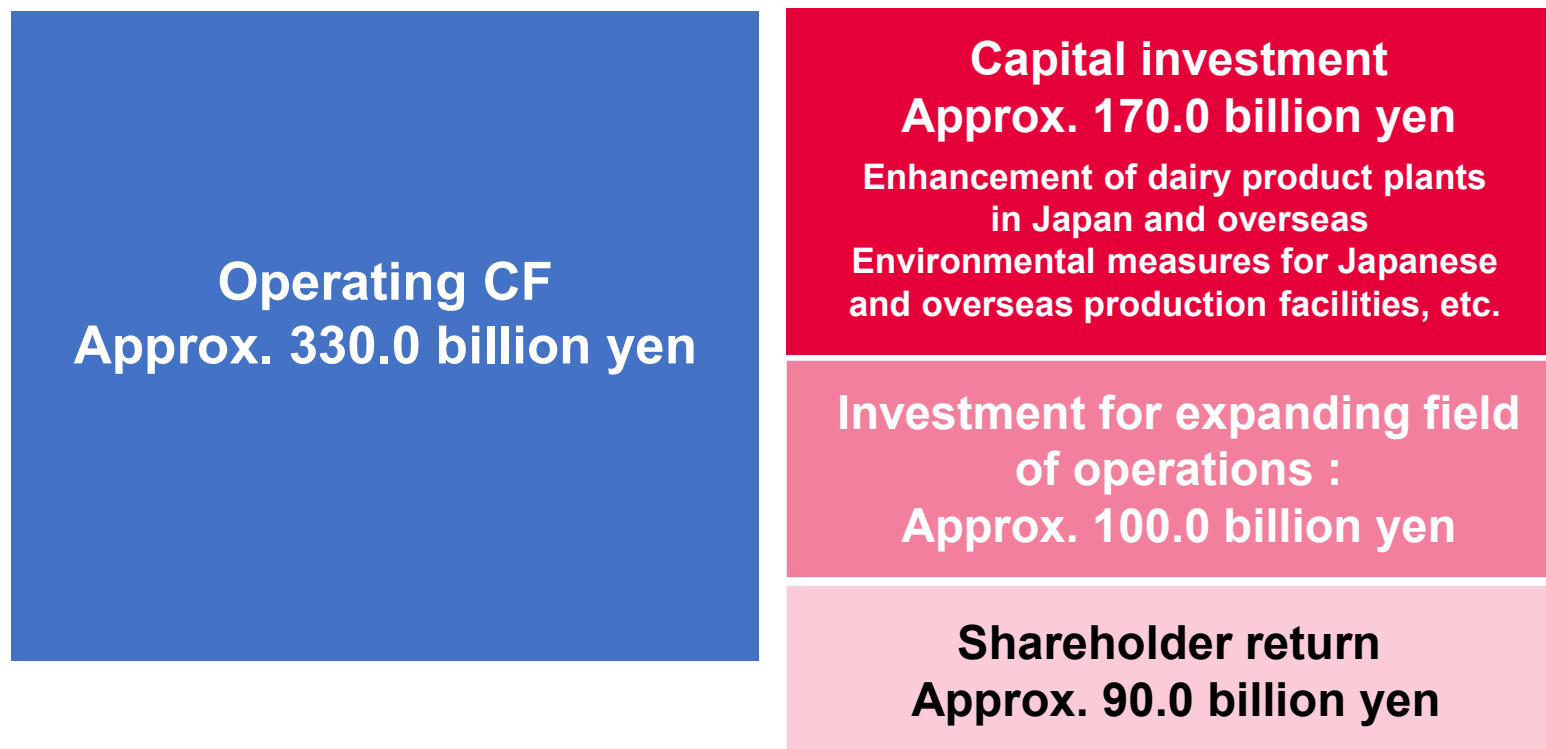 Operating CF
Approx. 330.0 billion yen
Capital investment
Approx. 170.0 billion yen
Enhancement of dairy product plants
in Japan and overseas
Environmental measures for Japanese
and overseas production facilities, etc.
Investment for expanding field
of operations :
Approx. 100.0 billion yen
Shareholder return
Approx. 90.0 billion yen